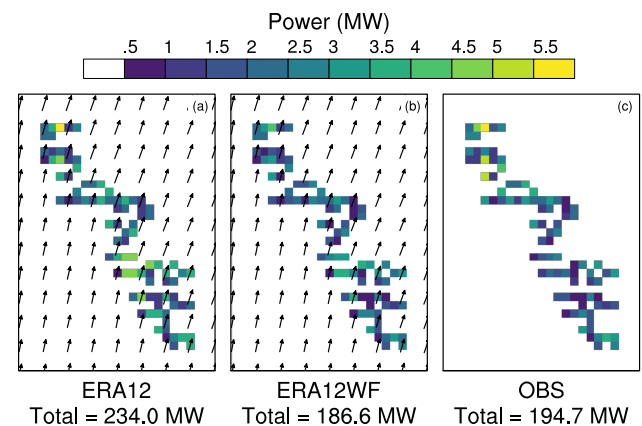 Power (MW)
.5 1 1.5 2 2.5 3 3.5 4 4.5 5 5.5
(a)
(b)
(c)
ERA12
Total = 234.0 MW
ERA12WF
Total = 186.6 MW
OBS
Total = 194.7 MW